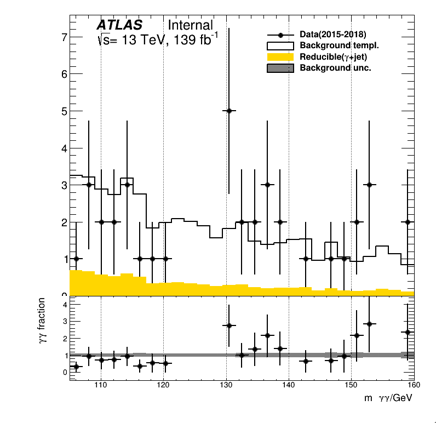 ATLAS Internal
√s= 13 TeV, 139 fb⁻¹
Data(2015-2018)
Background templ.
Reducible(γ+jet)
Background unc.
7
6
5
4
3
2
1
0
γγ fraction
4
3
2
1
0
110 120 130 140 150 160
m γγ/GeV